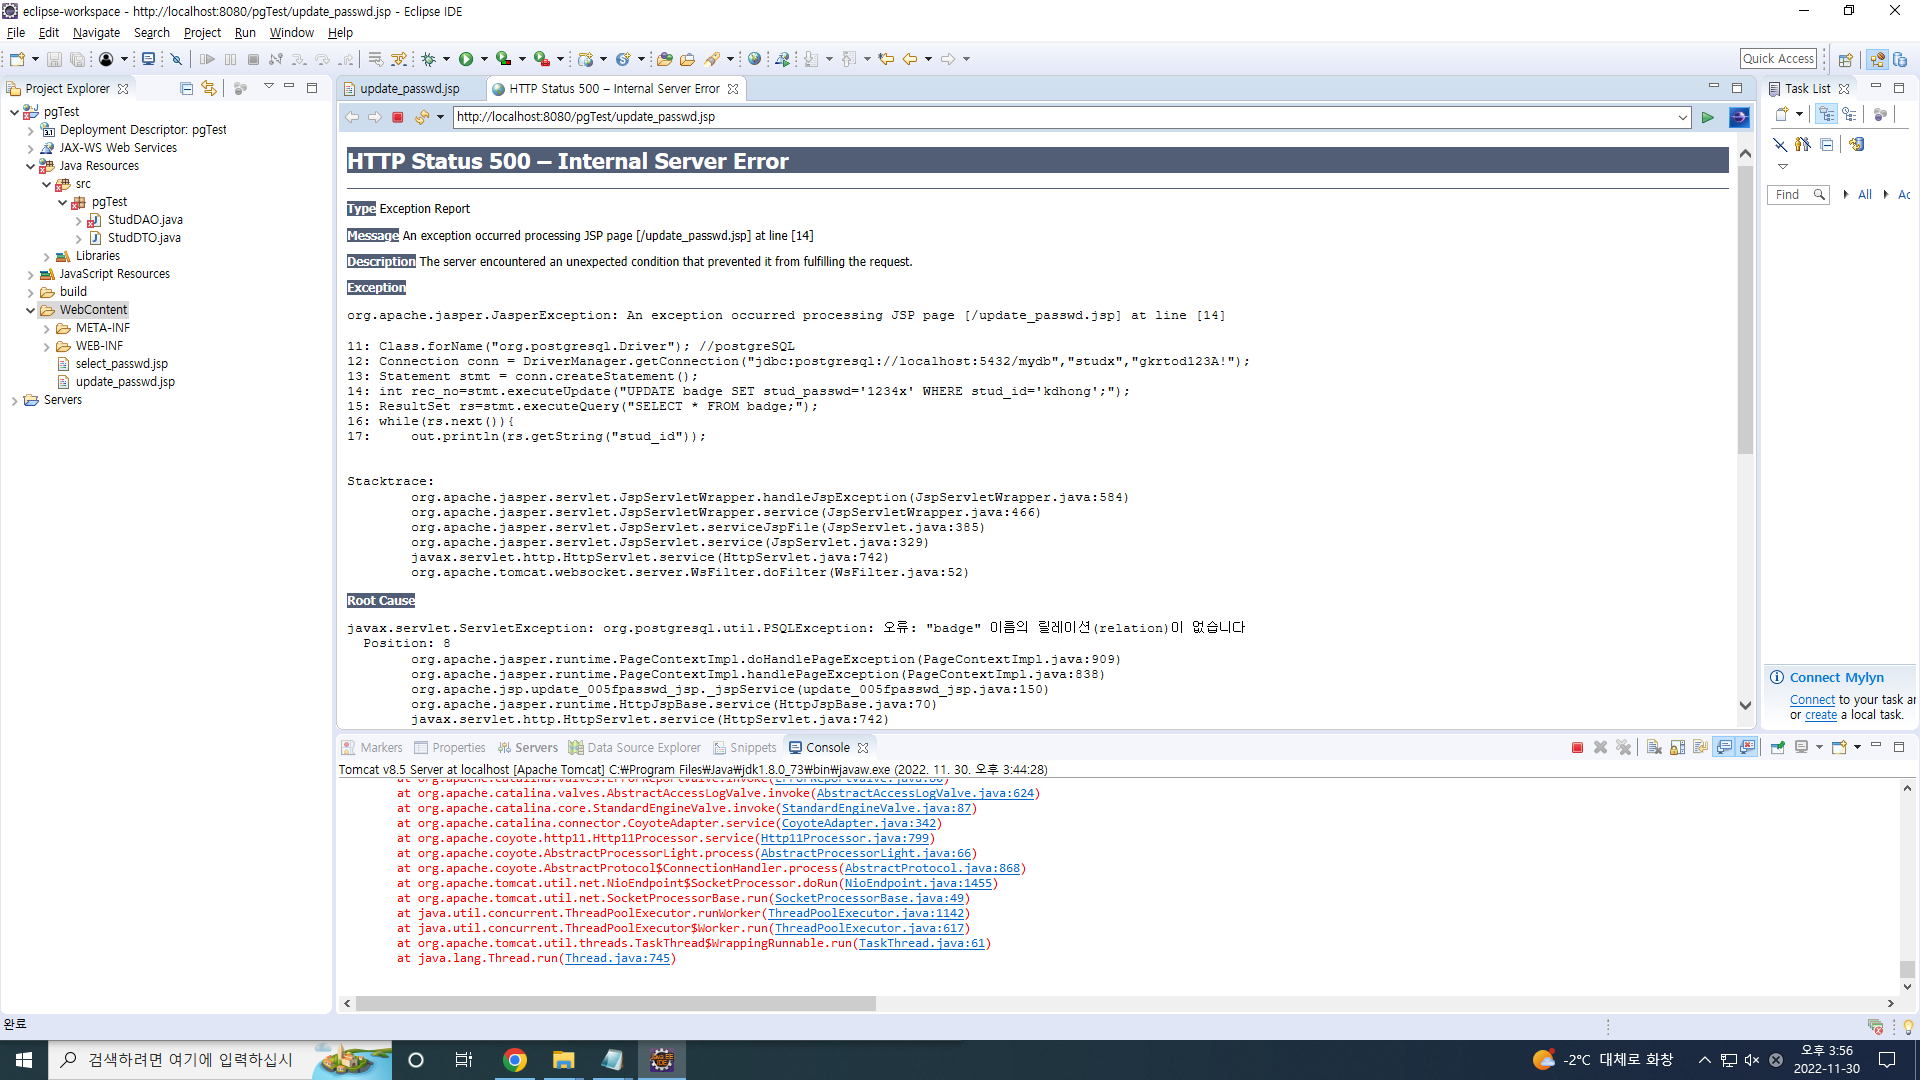 eclipse-workspace - http://localhost:8080/pgTest/update_passwd.jsp - Eclipse IDE
File Edit Navigate Search Project Run Window Help
Quick Access
Project Explorer
pgTest
Deployment Descriptor: pgTest
JAX-WS Web Services
Java Resources
src
pgTest
StudDAO.java
StudDTO.java
Libraries
JavaScript Resources
build
WebContent
META-INF
WEB-INF
select_passwd.jsp
update_passwd.jsp
Servers
update_passwd.jsp
HTTP Status 500 – Internal Server Error
http://localhost:8080/pgTest/update_passwd.jsp
HTTP Status 500 – Internal Server Error
Type Exception Report
Message An exception occurred processing JSP page [/update_passwd.jsp] at line [14]
Description The server encountered an unexpected condition that prevented it from fulfilling the request.
Exception
org.apache.jasper.JasperException: An exception occurred processing JSP page [/update_passwd.jsp] at line [14]
11: Class.forName("org.postgresql.Driver"); //postgreSQL
12: Connection conn = DriverManager.getConnection("jdbc:postgresql://localhost:5432/mydb","studx","gkrtod123A!");
13: Statement stmt = conn.createStatement();
14: int rec_no=stmt.executeUpdate("UPDATE badge SET stud_passwd='1234x' WHERE stud_id='kdhong';");
15: ResultSet rs=stmt.executeQuery("SELECT * FROM badge;");
16: while(rs.next()){
17:     out.println(rs.getString("stud_id"));
Stacktrace:
org.apache.jasper.servlet.JspServletWrapper.handleJspException(JspServletWrapper.java:584)
org.apache.jasper.servlet.JspServletWrapper.service(JspServletWrapper.java:466)
org.apache.jasper.servlet.JspServlet.serviceJspFile(JspServlet.java:385)
org.apache.jasper.servlet.JspServlet.service(JspServlet.java:329)
javax.servlet.http.HttpServlet.service(HttpServlet.java:742)
org.apache.tomcat.websocket.server.WsFilter.doFilter(WsFilter.java:52)
Root Cause
javax.servlet.ServletException: org.postgresql.util.PSQLException: 오류: "badge" 이름의 릴레이션(relation)이 없습니다
Position: 8
org.apache.jasper.runtime.PageContextImpl.doHandlePageException(PageContextImpl.java:909)
org.apache.jasper.runtime.PageContextImpl.handlePageException(PageContextImpl.java:838)
org.apache.jsp.update_005fpasswd_jsp._jspService(update_005fpasswd_jsp.java:150)
org.apache.jasper.runtime.HttpJspBase.service(HttpJspBase.java:70)
javax.servlet.http.HttpServlet.service(HttpServlet.java:742)
Task List
Find All Ac
Connect Mylyn
Connect to your task ar
or create a local task.
Markers Properties Servers Data Source Explorer Snippets Console
Tomcat v8.5 Server at localhost [Apache Tomcat] C:₩Program Files₩Java₩jdk1.8.0_73₩bin₩javaw.exe (2022. 11. 30. 오후 3:44:28)
at org.apache.catalina.valves.ErrorReportValve.invoke(ErrorReportValve.java:80)
at org.apache.catalina.valves.AbstractAccessLogValve.invoke(AbstractAccessLogValve.java:624)
at org.apache.catalina.core.StandardEngineValve.invoke(StandardEngineValve.java:87)
at org.apache.catalina.connector.CoyoteAdapter.service(CoyoteAdapter.java:342)
at org.apache.coyote.http11.Http11Processor.service(Http11Processor.java:799)
at org.apache.coyote.AbstractProcessorLight.process(AbstractProcessorLight.java:66)
at org.apache.coyote.AbstractProtocol$ConnectionHandler.process(AbstractProtocol.java:868)
at org.apache.tomcat.util.net.NioEndpoint$SocketProcessor.doRun(NioEndpoint.java:1455)
at org.apache.tomcat.util.net.SocketProcessorBase.run(SocketProcessorBase.java:49)
at java.util.concurrent.ThreadPoolExecutor.runWorker(ThreadPoolExecutor.java:1142)
at java.util.concurrent.ThreadPoolExecutor$Worker.run(ThreadPoolExecutor.java:617)
at org.apache.tomcat.util.threads.TaskThread$WrappingRunnable.run(TaskThread.java:61)
at java.lang.Thread.run(Thread.java:745)
완료
검색하려면 여기에 입력하십시
-2°C 대체로 화창
오후 3:56
2022-11-30